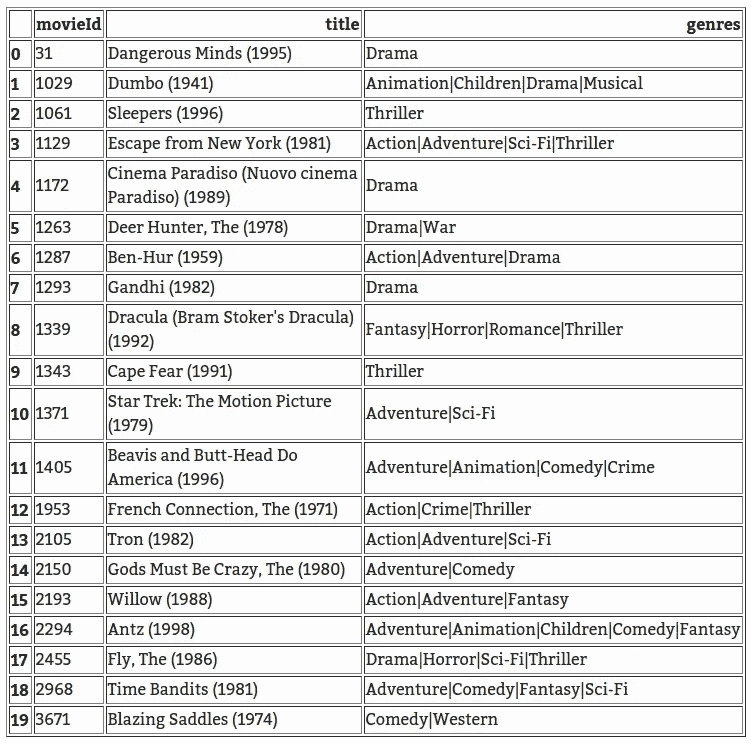 movieId title genres
0 31 Dangerous Minds (1995) Drama
1 1029 Dumbo (1941) Animation|Children|Drama|Musical
2 1061 Sleepers (1996) Thriller
3 1129 Escape from New York (1981) Action|Adventure|Sci-Fi|Thriller
4 1172 Cinema Paradiso (Nuovo cinema
Paradiso) (1989) Drama
5 1263 Deer Hunter, The (1978) Drama|War
6 1287 Ben-Hur (1959) Action|Adventure|Drama
7 1293 Gandhi (1982) Drama
8 1339 Dracula (Bram Stoker's Dracula)
(1992) Fantasy|Horror|Romance|Thriller
9 1343 Cape Fear (1991) Thriller
10 1371 Star Trek: The Motion Picture
(1979) Adventure|Sci-Fi
11 1405 Beavis and Butt-Head Do
America (1996) Adventure|Animation|Comedy|Crime
12 1953 French Connection, The (1971) Action|Crime|Thriller
13 2105 Tron (1982) Action|Adventure|Sci-Fi
14 2150 Gods Must Be Crazy, The (1980) Adventure|Comedy
15 2193 Willow (1988) Action|Adventure|Fantasy
16 2294 Antz (1998) Adventure|Animation|Children|Comedy|Fantasy
17 2455 Fly, The (1986) Drama|Horror|Sci-Fi|Thriller
18 2968 Time Bandits (1981) Adventure|Comedy|Fantasy|Sci-Fi
19 3671 Blazing Saddles (1974) Comedy|Western